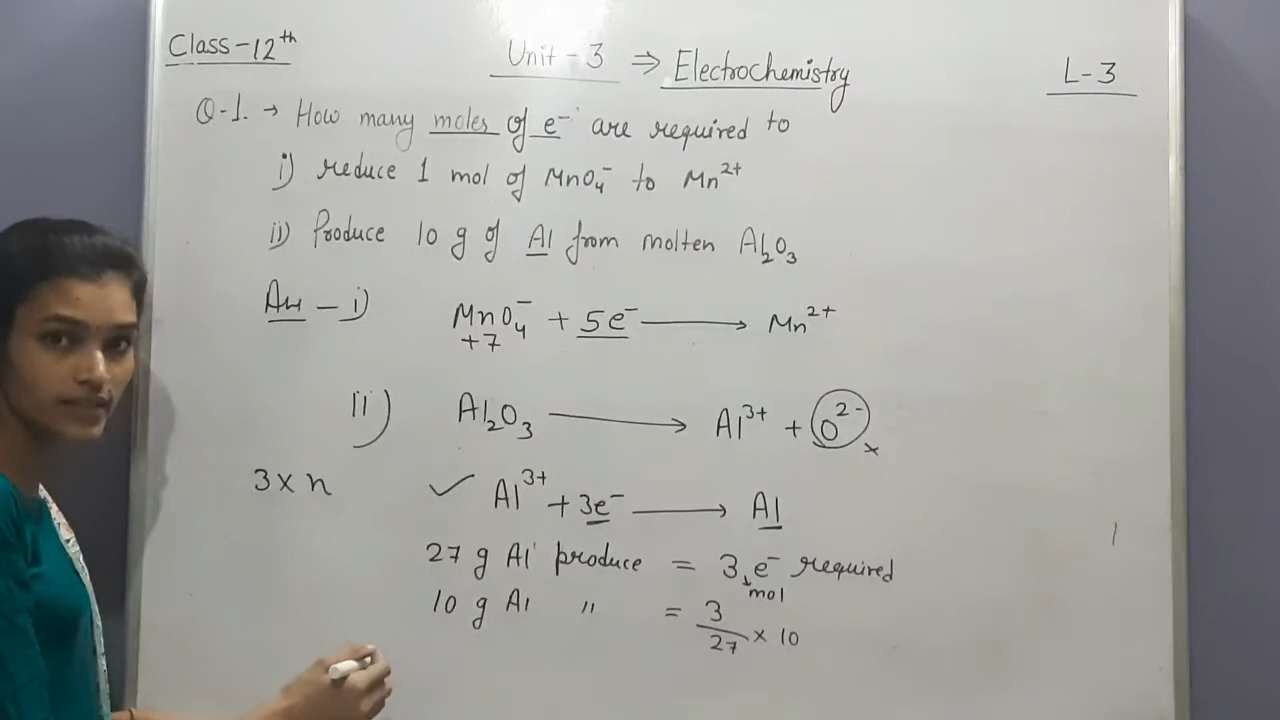 Class-12th
Unit-3 ⇒ Electrochemistry
L-3
Q-1. → How many moles of e⁻ are required to
i) reduce 1 mol of MnO₄⁻ to Mn²⁺
ii) Produce 10 g of Al from molten Al₂O₃
Ans - i) MnO₄⁻ + 5e⁻ ⟶ Mn²⁺
+7
ii) Al₂O₃ ⟶ Al³⁺ + O²⁻ x
3 x n ✓ Al³⁺ + 3e⁻ ⟶ Al
27 g Al produce = 3 e⁻ required
mol
10 g Al " = 3/27 x 10